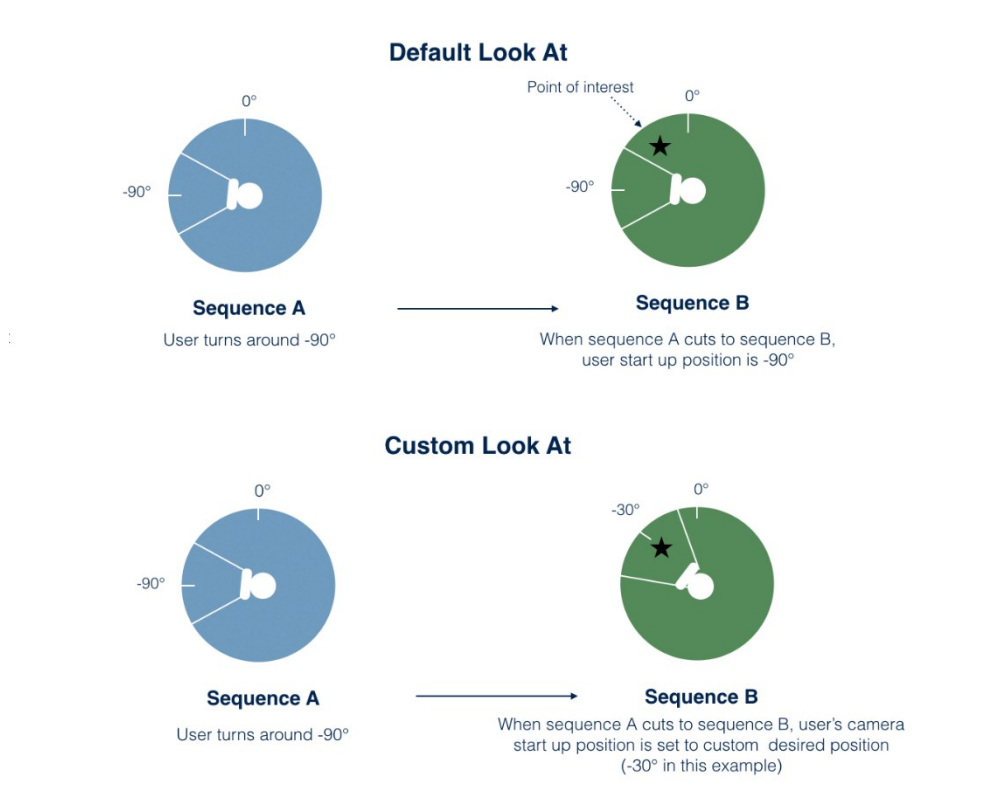 Default Look At
Point of interest
0°
0°
-90°
-90°
Sequence A
Sequence B
User turns around -90°
When sequence A cuts to sequence B,
user start up position is -90°
Custom Look At
0°
0°
-30°
-90°
Sequence A
Sequence B
User turns around -90°
When sequence A cuts to sequence B, user's camera
start up position is set to custom  desired position
(-30° in this example)